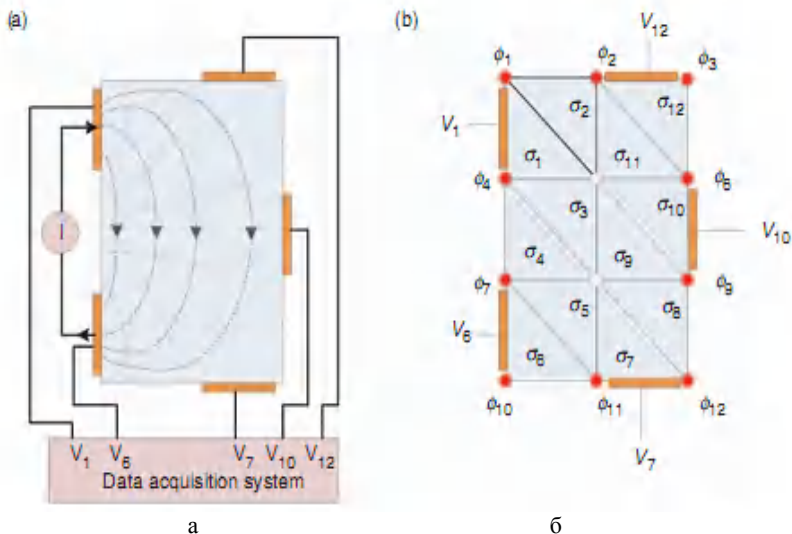 (a)
I
V1 V6 V7 V10 V12
Data acquisition system
а
(b)
V12
ϕ1 ϕ2 ϕ3
σ2 σ12
V1
σ1 σ11
ϕ4 ϕ6
σ3 σ10
V10
σ4 σ9
ϕ7 ϕ9
V6
σ5 σ8
σ6 σ7
ϕ10 ϕ11 ϕ12
V7
б